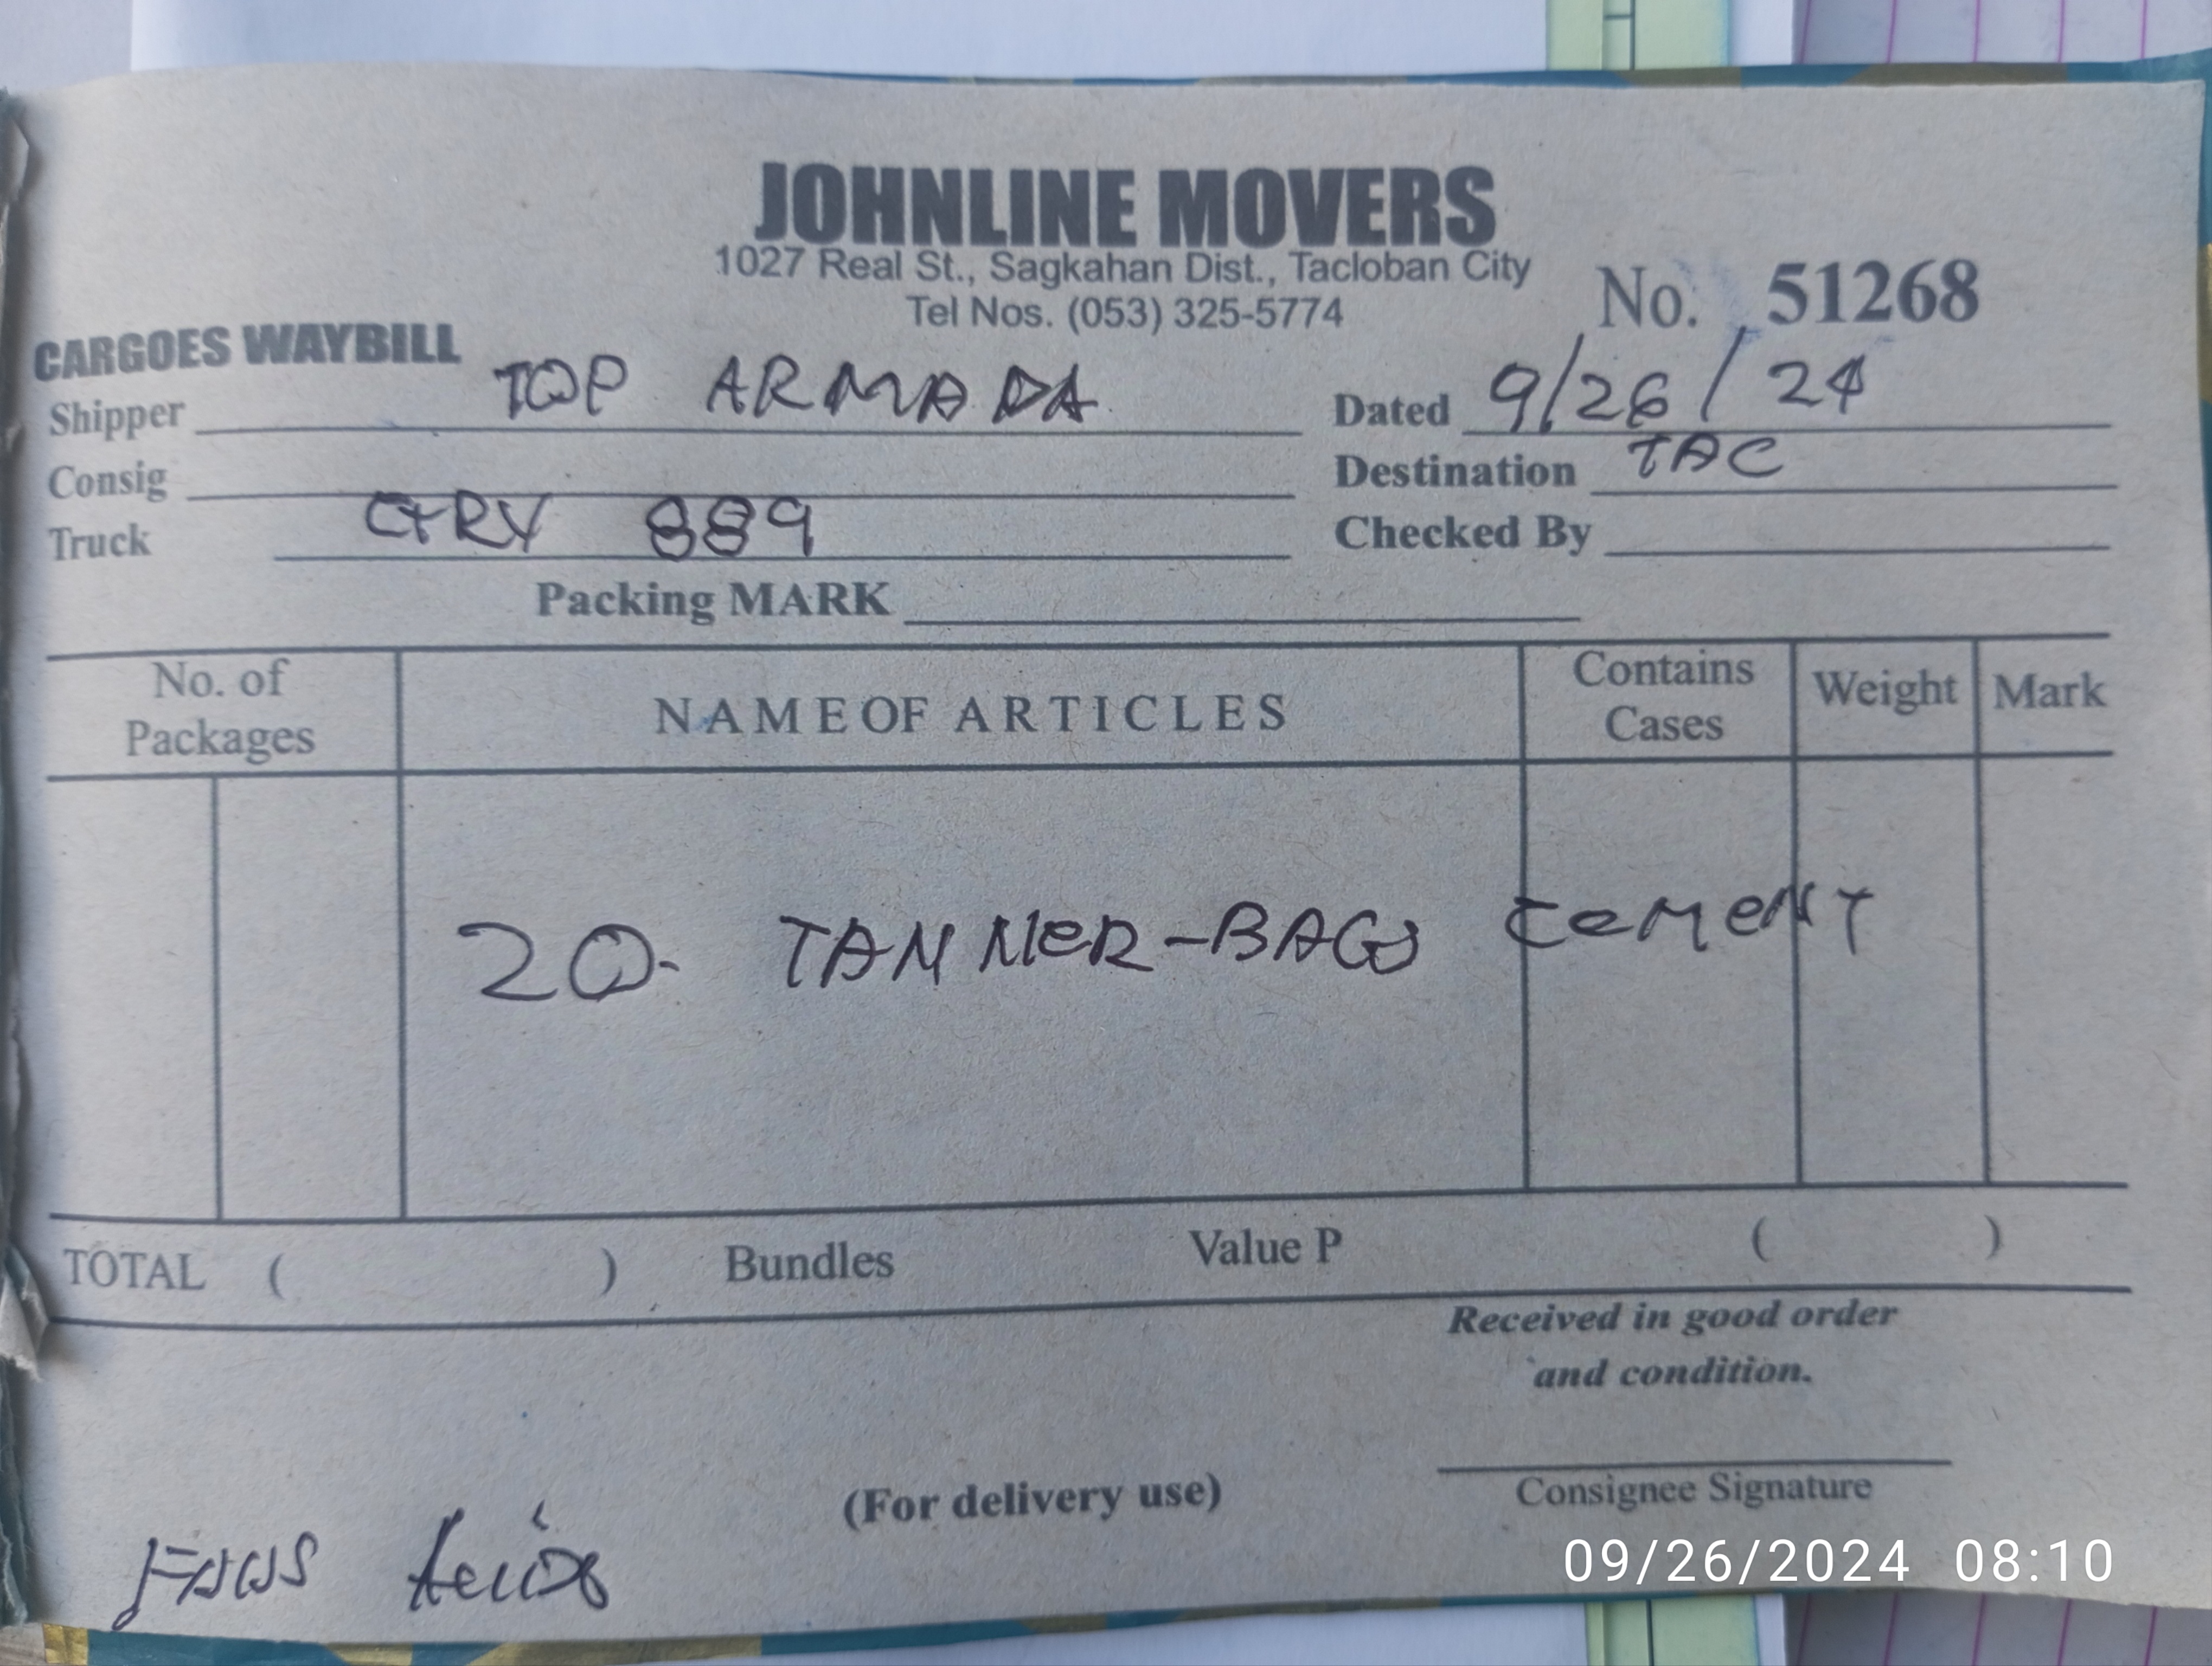 JOHNLINE MOVERS
1027 Real St., Sagkahan Dist., Tacloban City
Tel Nos. (053) 325-5774
No. 51268
CARGOES WAYBILL
Shipper TOP ARMADA
Dated 9/26/24
Consig
Destination TAC
Truck 889
Checked By
Packing MARK
No. of Packages
NAME OF ARTICLES
Contains Cases
Weight
Mark
20- TANNER-BAGS CEMENT
TOTAL ( ) Bundles Value P ( )
Received in good order
and condition.
(For delivery use)
Consignee Signature
09/26/2024 08:10